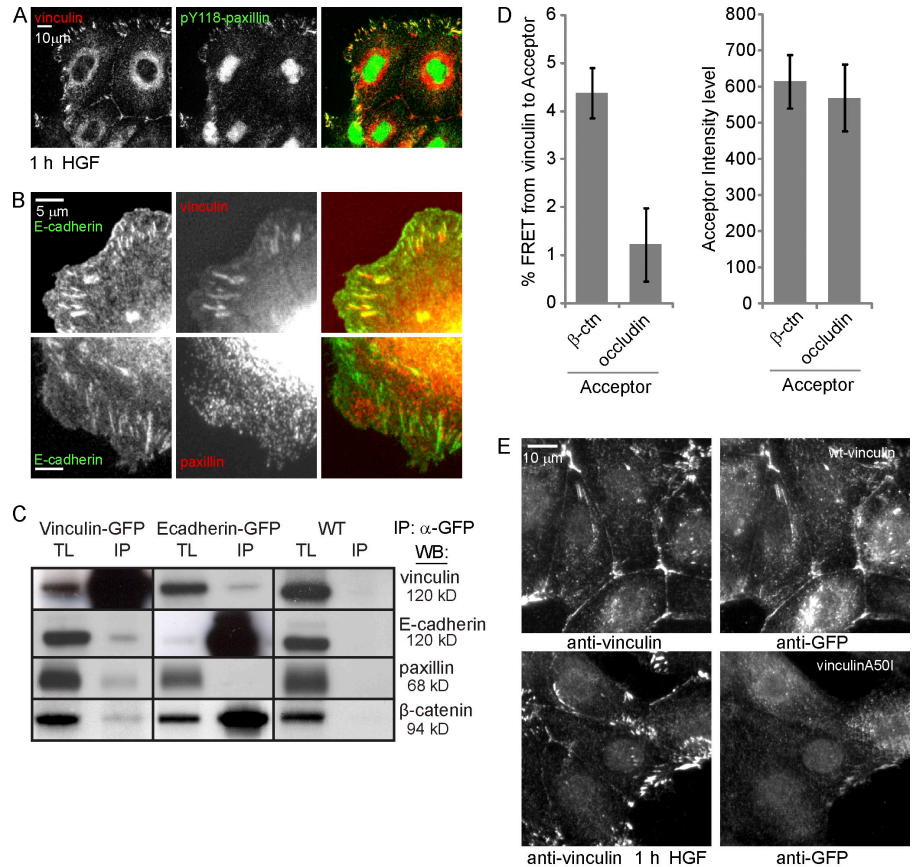 A
vinculin
10μm
pY118-paxillin
1 h HGF
B
5 μm
E-cadherin
vinculin
E-cadherin
paxillin
C
Vinculin-GFP Ecadherin-GFP WT IP: α-GFP
TL IP TL IP TL IP WB:
vinculin
120 kD
E-cadherin
120 kD
paxillin
68 kD
β-catenin
94 kD
D
% FRET from vinculin to Acceptor
6
5
4
3
2
1
0
β-ctn
occludin
Acceptor
Acceptor Intensity level
800
700
600
500
400
300
200
100
0
β-ctn
occludin
Acceptor
E
10 μm
wt-vinculin
anti-vinculin
anti-GFP
vinculinA50I
anti-vinculin 1 h HGF
anti-GFP